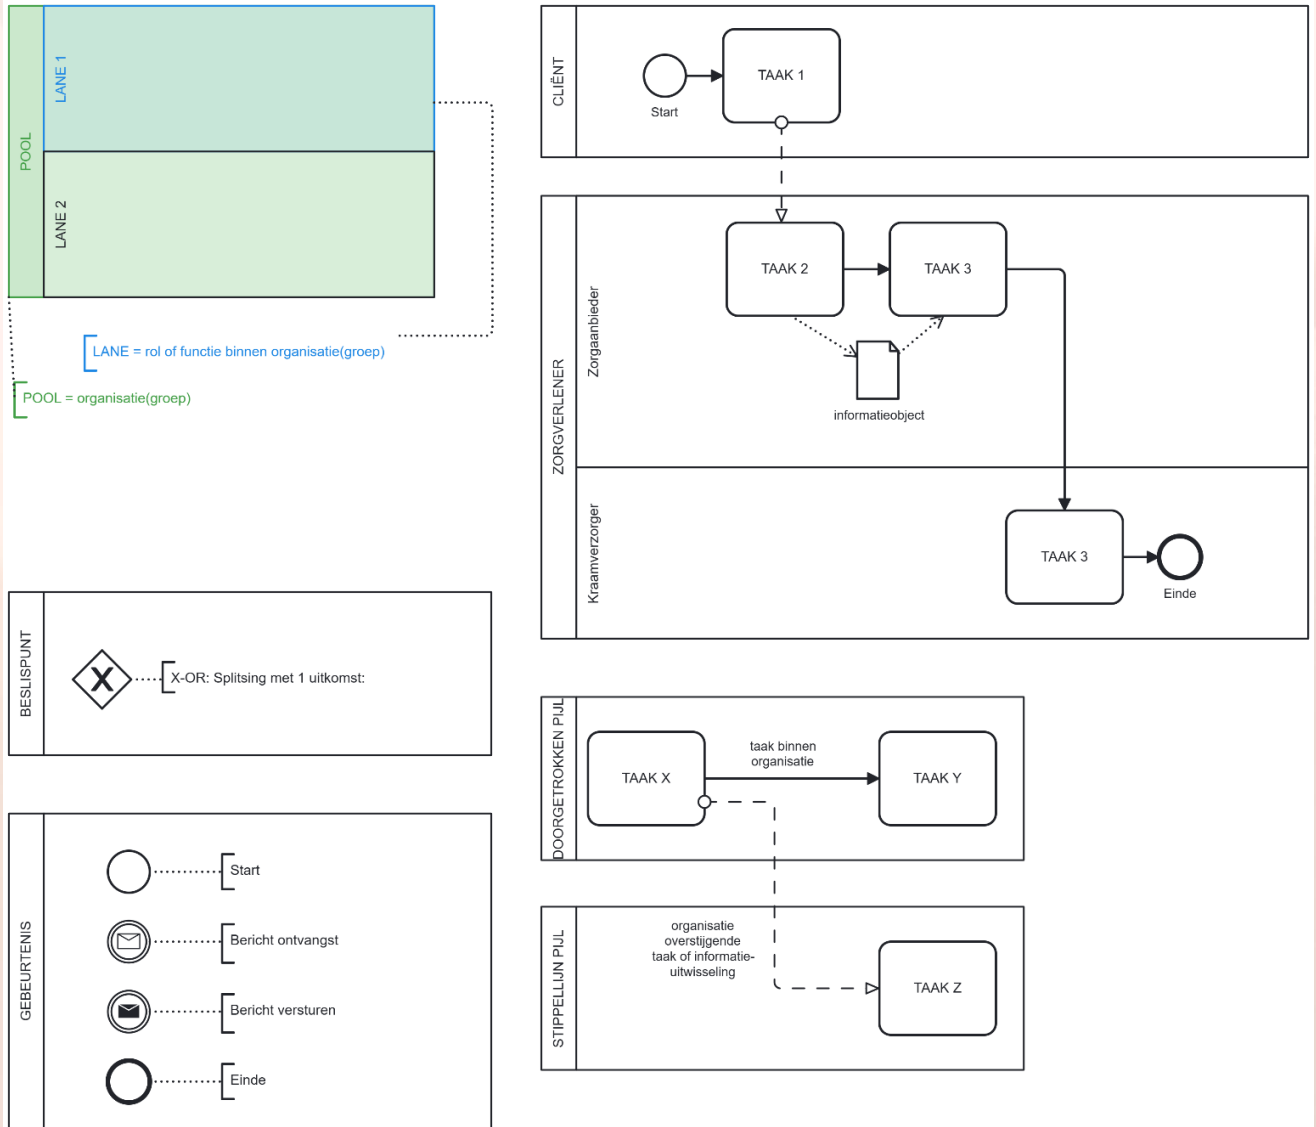 POOL
LANE 1
LANE 2
LANE = rol of functie binnen organisatie(groep)
POOL = organisatie(groep)
CLIËNT
Start
TAAK 1
ZORGVERLENER
Zorgaanbieder
TAAK 2
TAAK 3
informatieobject
Kraamverzorger
TAAK 3
Einde
BESLISPUNT
X
X-OR: Splitsing met 1 uitkomst:
DOORGETROKKEN PIJL
TAAK X
taak binnen
organisatie
TAAK Y
GEBEURTENIS
Start
Bericht ontvangst
Bericht versturen
Einde
STIPPELLIJN PIJL
organisatie
overstijgende
taak of informatie-
uitwisseling
TAAK Z